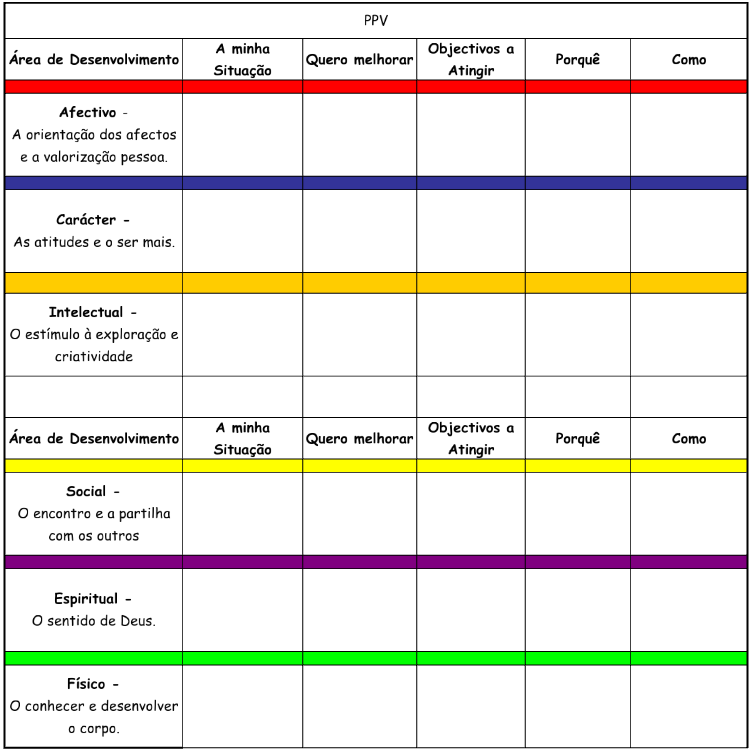 PPV
Área de Desenvolvimento
A minha
Situação
Quero melhorar
Objectivos a
Atingir
Porquê
Como
Afectivo -
A orientação dos afectos
e a valorização pessoa.
Carácter -
As atitudes e o ser mais.
Intelectual -
O estímulo à exploração e
criatividade
Área de Desenvolvimento
A minha
Situação
Quero melhorar
Objectivos a
Atingir
Porquê
Como
Social -
O encontro e a partilha
com os outros
Espiritual -
O sentido de Deus.
Físico -
O conhecer e desenvolver
o corpo.